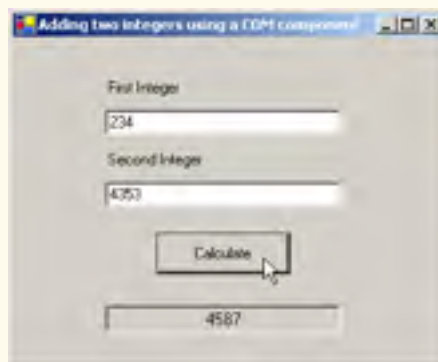 Adding two integers using a COM component
First Integer
234
Second Integer
4353
Calculate
4587